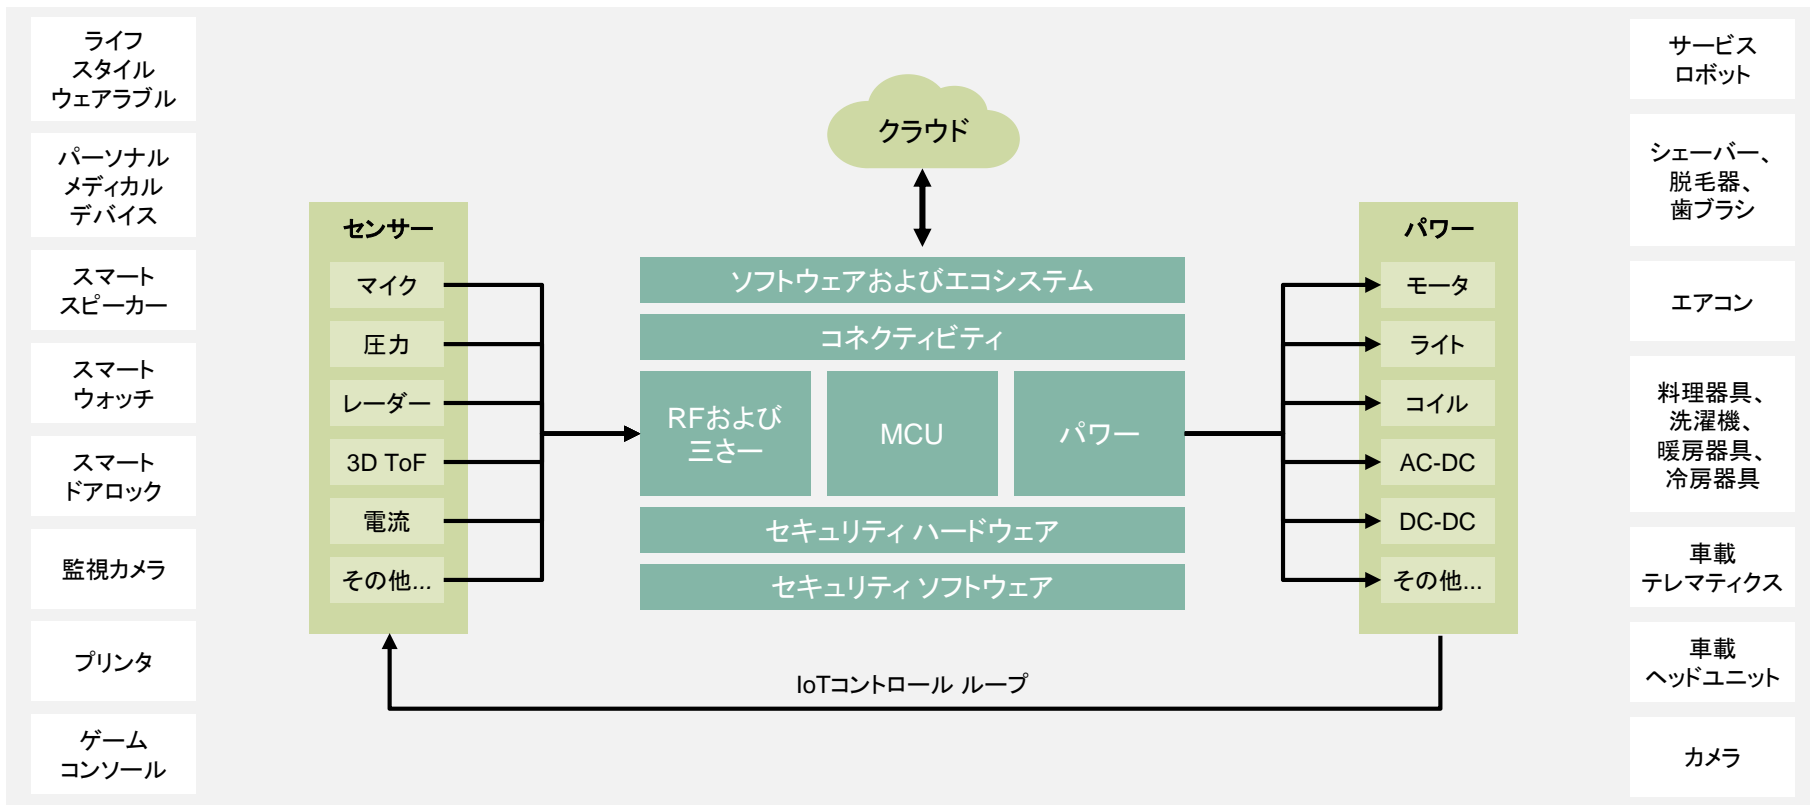 ライフ
スタイル
ウェアラブル
パーソナル
メディカル
デバイス
スマート
スピーカー
スマート
ウォッチ
スマート
ドアロック
監視カメラ
プリンタ
ゲーム
コンソール
センサー
マイク
圧力
レーダー
3D ToF
電流
その他...
クラウド
ソフトウェアおよびエコシステム
コネクティビティ
RFおよび
三さー
MCU
パワー
セキュリティ ハードウェア
セキュリティ ソフトウェア
IoTコントロール ループ
パワー
モータ
ライト
コイル
AC-DC
DC-DC
その他...
サービス
ロボット
シェーバー、
脱毛器、
歯ブラシ
エアコン
料理器具、
洗濯機、
暖房器具、
冷房器具
車載
テレマティクス
車載
ヘッドユニット
カメラ